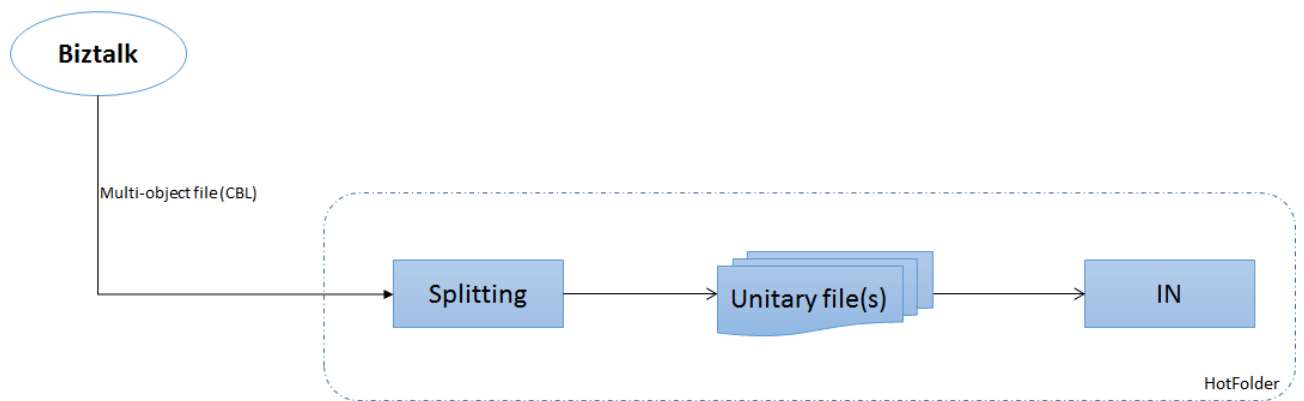 Biztalk
Multi-object file (CBL)
Splitting
Unitary file(s)
IN
HotFolder